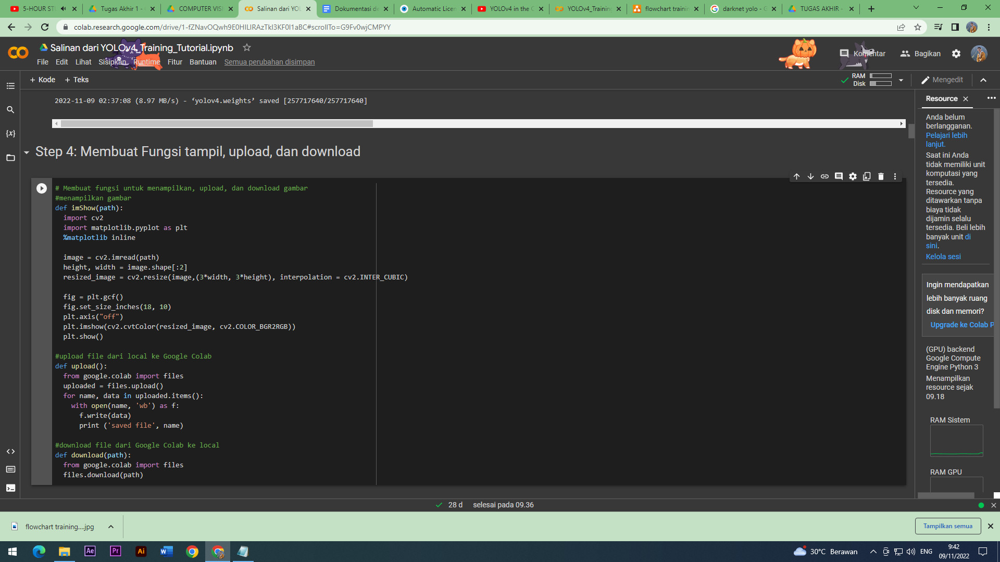 5-HOUR STU
Tugas Akhir 1 -
COMPUTER VIS
Salinan dari YOL
Dokumentasi de
Automatic Licen
YOLOv4 in the C
YOLOv4_Training
flowchart training
darknet yolo - G
TUGAS AKHIR -
colab.research.google.com/drive/1-fZNavOQwh9E0HILIRAzTkI3KF0I1aBC#scrollTo=G9Fv0wjCMPYY
Salinan dari YOLOv4_Training_Tutorial.ipynb
File Edit Lihat Sisipkan Runtime Fitur Bantuan Semua perubahan disimpan
Komentar
Bagikan
+ Kode + Teks
RAM
Disk
Mengedit
2022-11-09 02:37:08 (8.97 MB/s) - ‘yolov4.weights’ saved [257717640/257717640]
Step 4: Membuat Fungsi tampil, upload, dan download
# Membuat fungsi untuk menampilkan, upload, dan download gambar
#menampilkan gambar
def imShow(path):
  import cv2
  import matplotlib.pyplot as plt
  %matplotlib inline
  image = cv2.imread(path)
  height, width = image.shape[:2]
  resized_image = cv2.resize(image,(3*width, 3*height), interpolation = cv2.INTER_CUBIC)
  fig = plt.gcf()
  fig.set_size_inches(18, 10)
  plt.axis("off")
  plt.imshow(cv2.cvtColor(resized_image, cv2.COLOR_BGR2RGB))
  plt.show()
#upload file dari local ke Google Colab
def upload():
  from google.colab import files
  uploaded = files.upload()
  for name, data in uploaded.items():
    with open(name, 'wb') as f:
      f.write(data)
      print ('saved file', name)
#download file dari Google Colab ke local
def download(path):
  from google.colab import files
  files.download(path)
Resource
Anda belum
berlangganan.
Pelajari lebih
lanjut.
Saat ini Anda
tidak memiliki unit
komputasi yang
tersedia.
Resource yang
ditawarkan tanpa
biaya tidak
dijamin selalu
tersedia. Beli lebih
banyak unit di
sini.
Kelola sesi
Ingin mendapatkan
lebih banyak ruang
disk dan memori?
Upgrade ke Colab P
(GPU) backend
Google Compute
Engine Python 3
Menampilkan
resource sejak
09.18
RAM Sistem
RAM GPU
28 d selesai pada 09.36
flowchart training....jpg
Tampilkan semua
Ae
Pr
Ai
W
30°C Berawan
ENG
9:42
09/11/2022